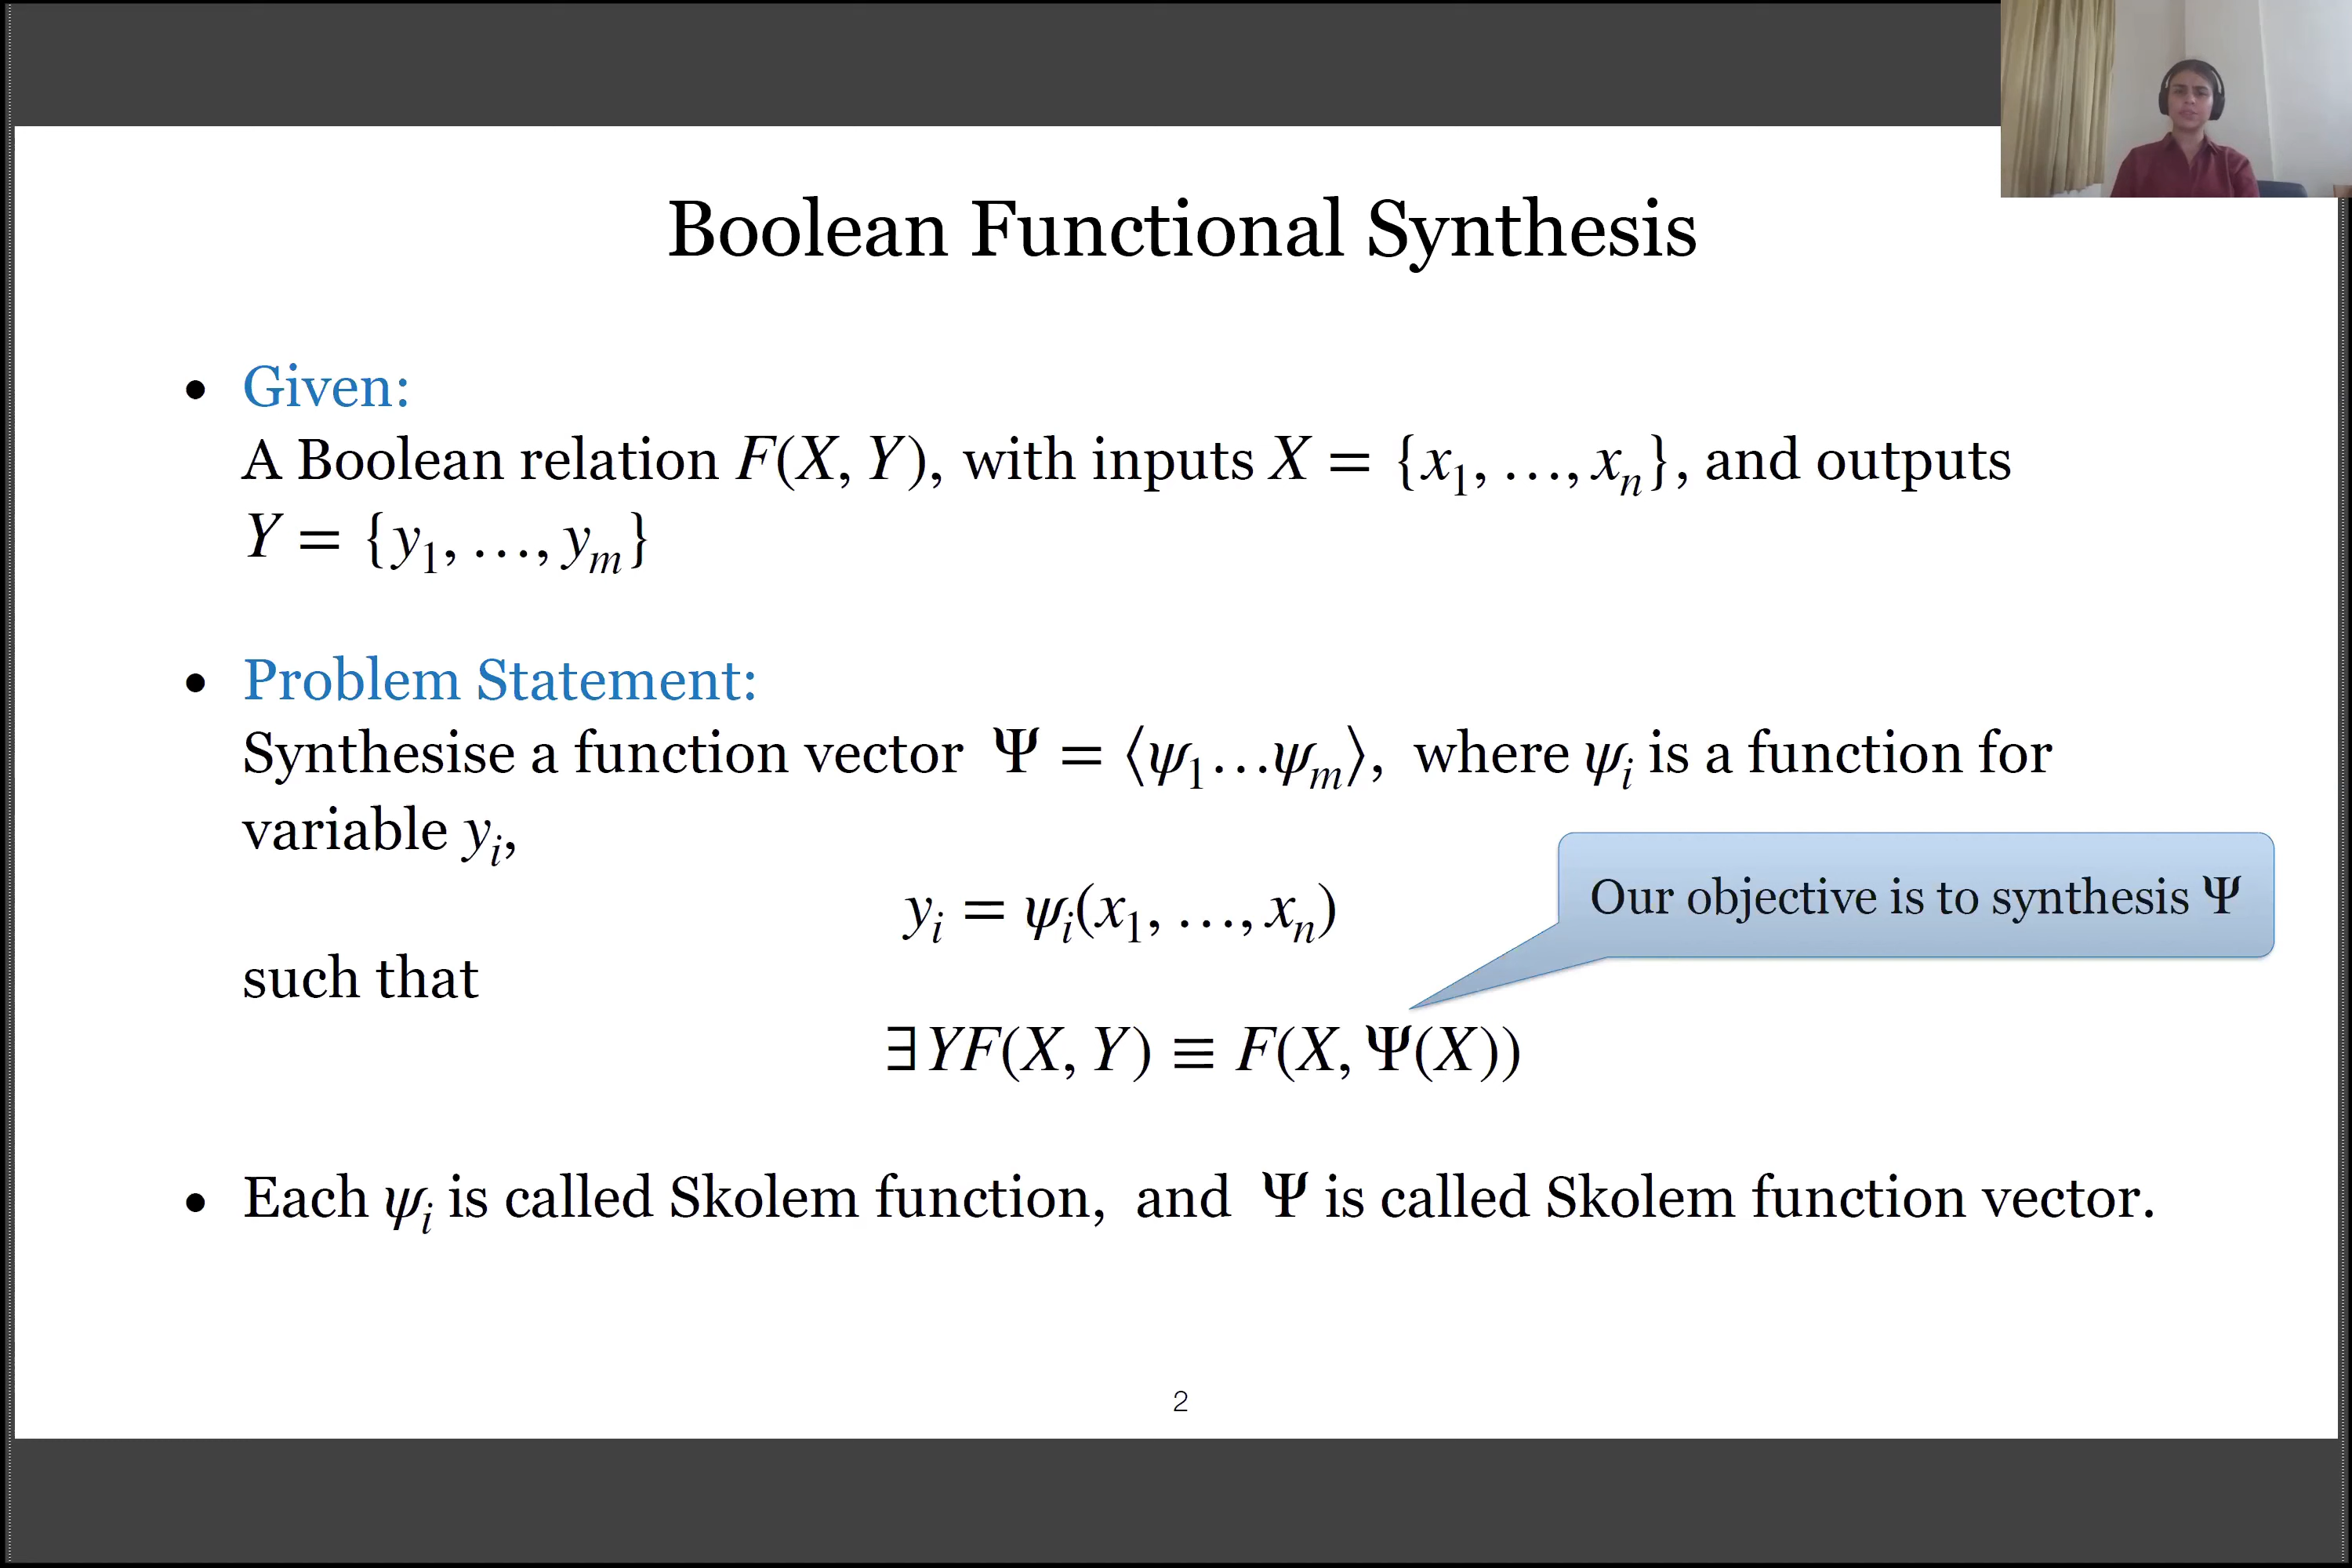 Boolean Functional Synthesis
• Given:
A Boolean relation F(X, Y), with inputs X = {x₁, …, xₙ}, and outputs
Y = {y₁, …, yₘ}
• Problem Statement:
Synthesise a function vector Ψ = ⟨ψ₁…ψₘ⟩, where ψᵢ is a function for
variable yᵢ,
yᵢ = ψᵢ(x₁, …, xₙ)
Our objective is to synthesis Ψ
such that
∃YF(X, Y) ≡ F(X, Ψ(X))
• Each ψᵢ is called Skolem function, and Ψ is called Skolem function vector.
2